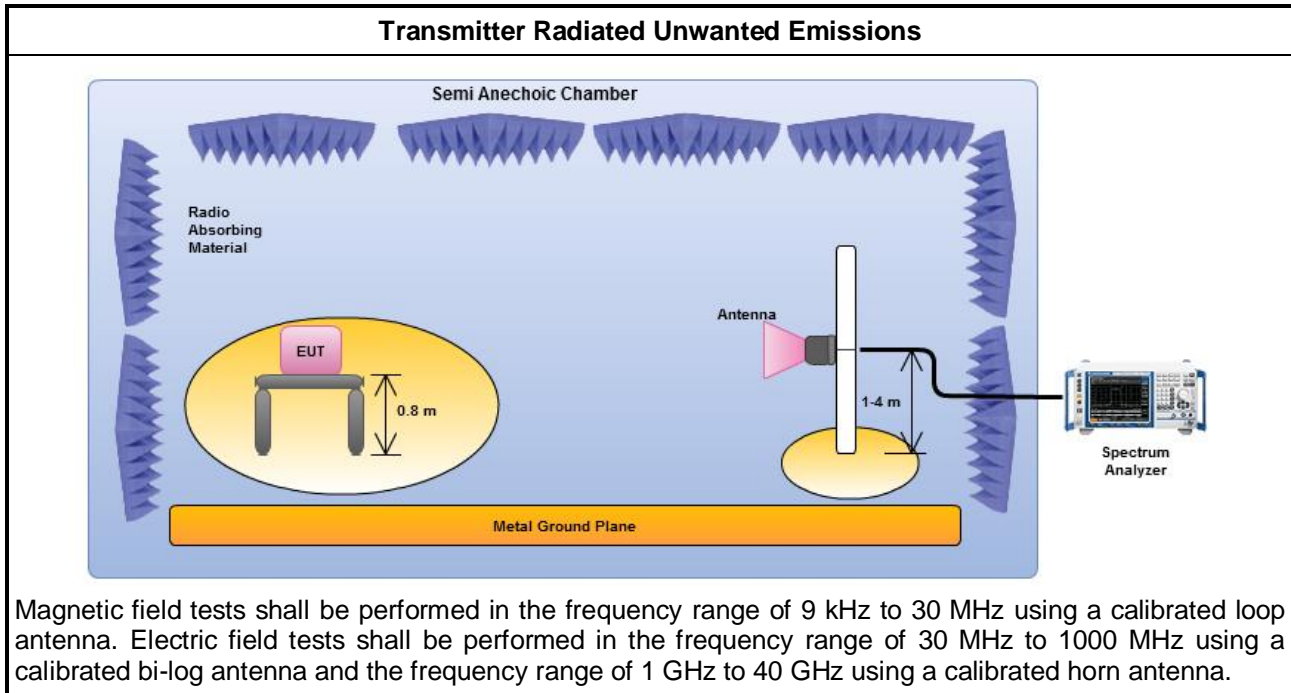 Transmitter Radiated Unwanted Emissions
Semi Anechoic Chamber
Radio
Absorbing
Material
Antenna
EUT
0.8 m
1-4 m
Spectrum
Analyzer
Metal Ground Plane
Magnetic field tests shall be performed in the frequency range of 9 kHz to 30 MHz using a calibrated loop
antenna. Electric field tests shall be performed in the frequency range of 30 MHz to 1000 MHz using a
calibrated bi-log antenna and the frequency range of 1 GHz to 40 GHz using a calibrated horn antenna.